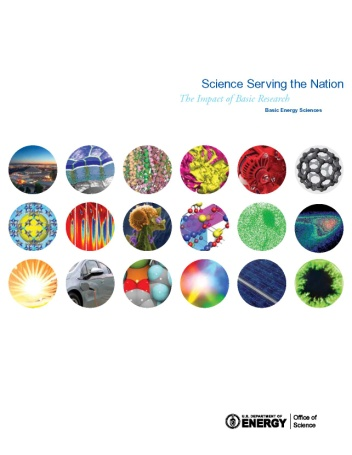 Science Serving the Nation
The Impact of Basic Research
Basic Energy Sciences
U.S. DEPARTMENT OF
ENERGY
Office of
Science